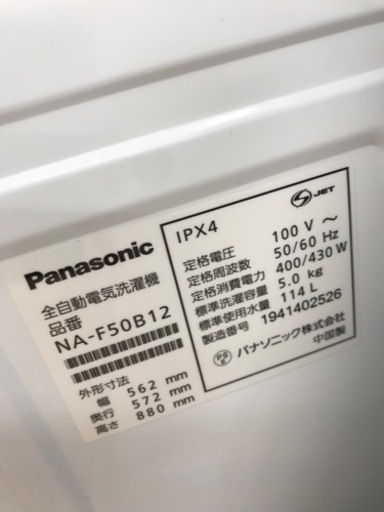 Panasonic
全自動電気洗濯機
品番
NA-F50B12
外形寸法
幅 562 mm
奥行 572 mm
高さ 880 mm
IPX4
JET
定格電圧 100 V ～
定格周波数 50/60 Hz
定格消費電力 400/430 W
標準洗濯容量 5.0 kg
標準使用水量 114 L
製造番号 1941402526
PS E パナソニック株式会社
中国製